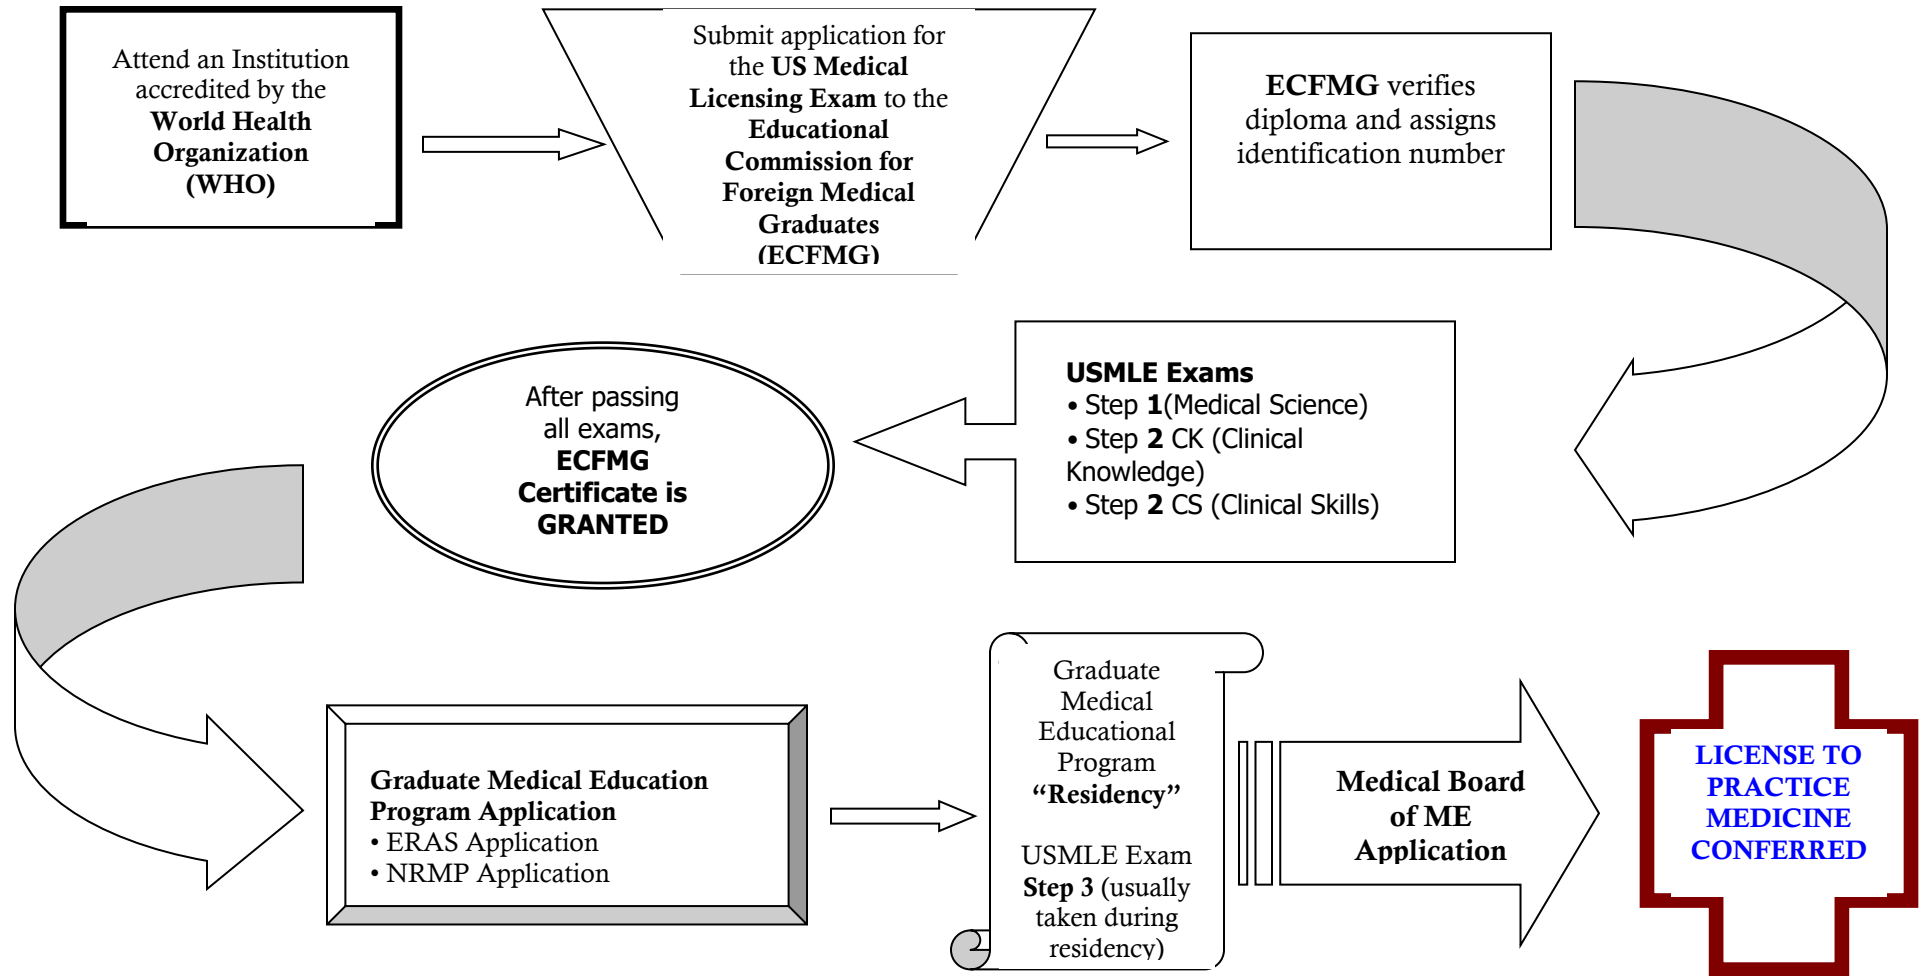 Attend an Institution
accredited by the
World Health
Organization
(WHO)
Submit application for
the US Medical
Licensing Exam to the
Educational
Commission for
Foreign Medical
Graduates
(ECFMG)
ECFMG verifies
diploma and assigns
identification number
USMLE Exams
• Step 1(Medical Science)
• Step 2 CK (Clinical
Knowledge)
• Step 2 CS (Clinical Skills)
After passing
all exams,
ECFMG
Certificate is
GRANTED
Graduate Medical Education
Program Application
• ERAS Application
• NRMP Application
Graduate
Medical
Educational
Program
“Residency”
USMLE Exam
Step 3 (usually
taken during
residency)
Medical Board
of ME
Application
LICENSE TO
PRACTICE
MEDICINE
CONFERRED